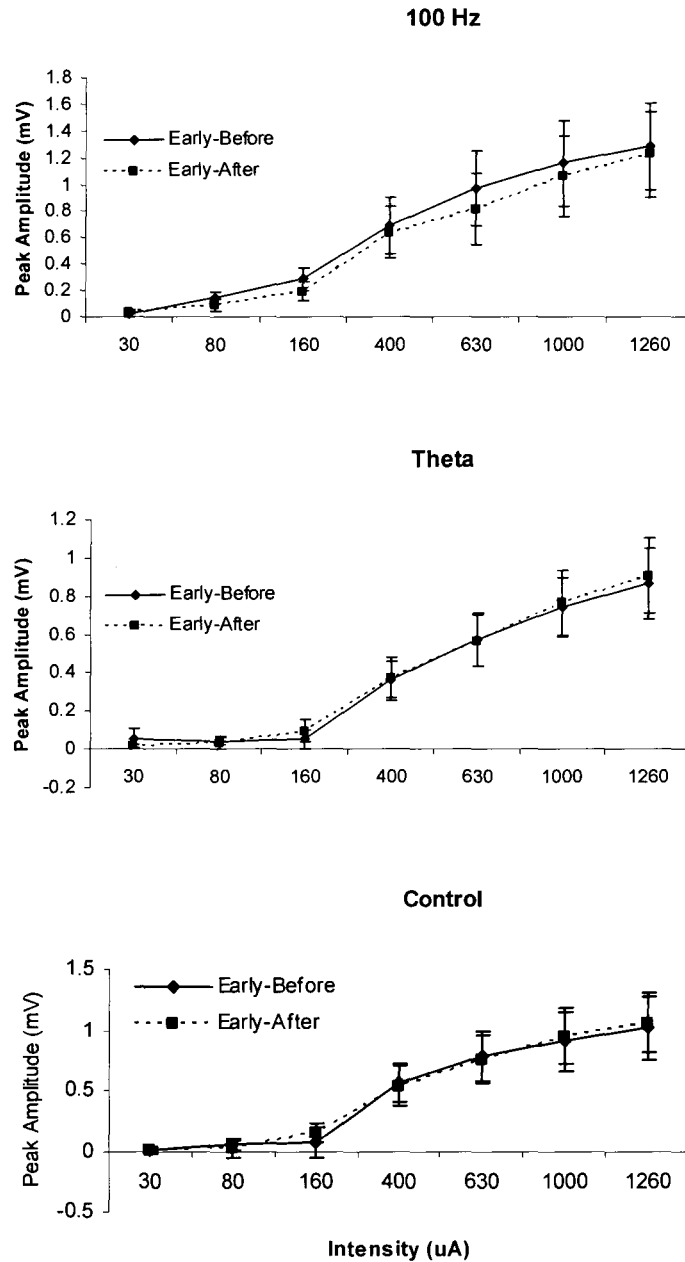 100 Hz
Peak Amplitude (mV)
1.8
1.6
1.4
1.2
1
0.8
0.6
0.4
0.2
0
Early-Before
Early-After
30 80 160 400 630 1000 1260
Theta
Peak Amplitude (mV)
1.2
1
0.8
0.6
0.4
0.2
0
-0.2
Early-Before
Early-After
30 80 160 400 630 1000 1260
Control
Peak Amplitude (mV)
1.5
1
0.5
0
-0.5
Early-Before
Early-After
30 80 160 400 630 1000 1260
Intensity (uA)